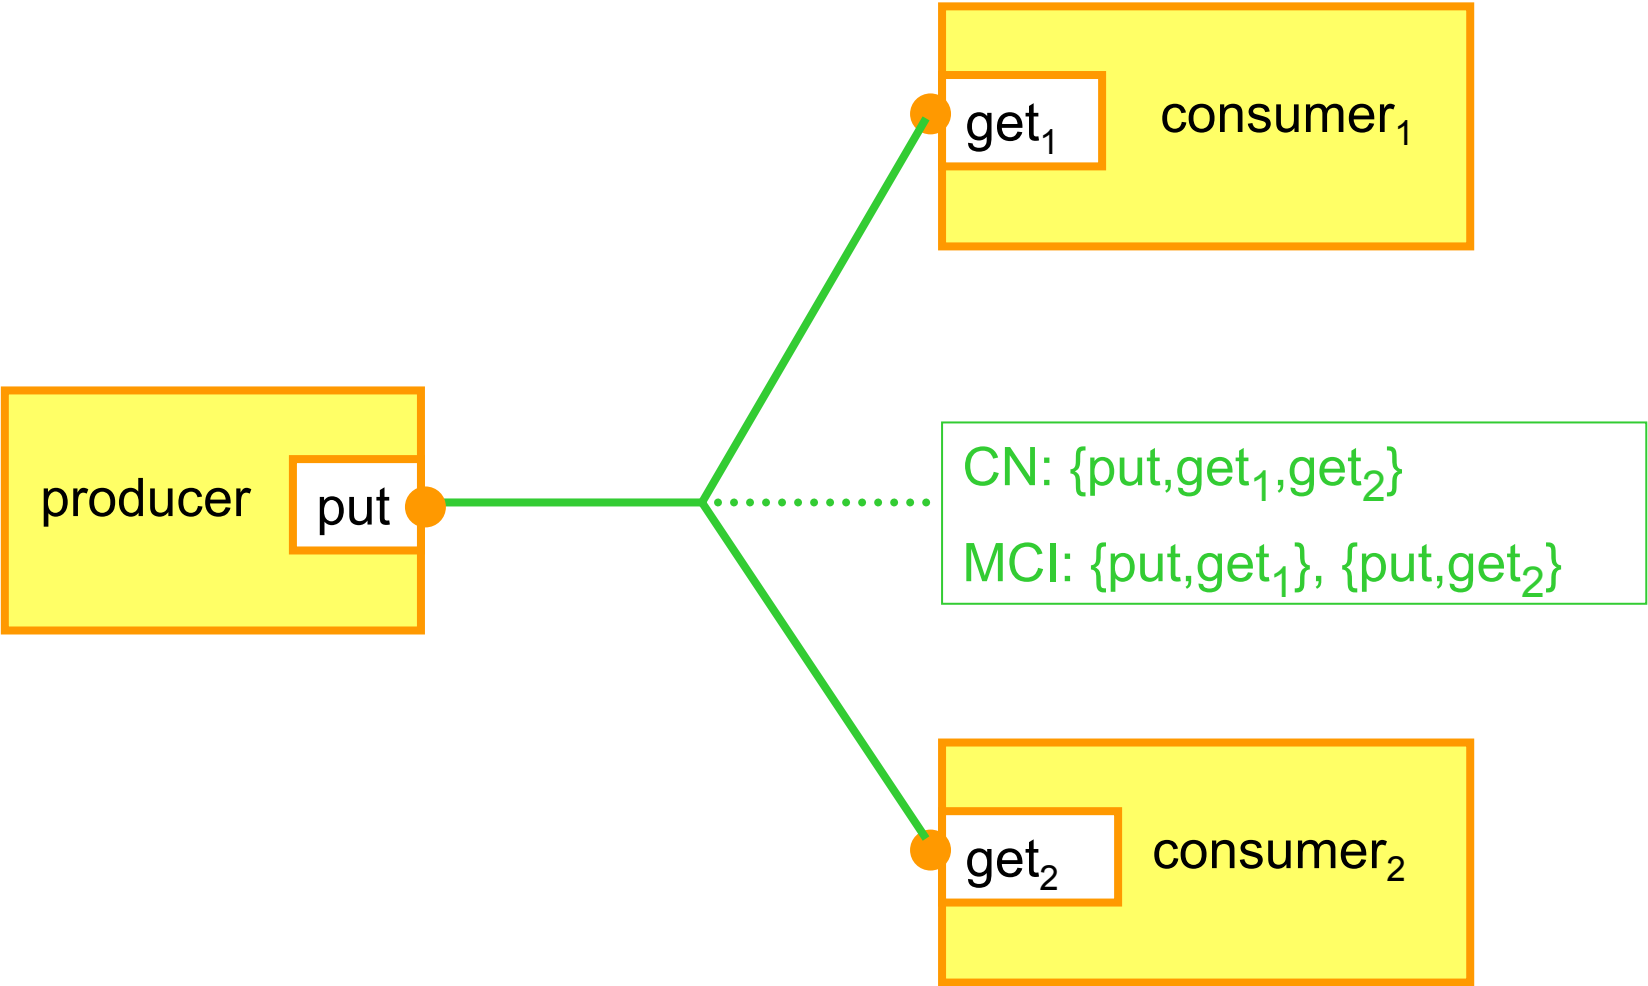 get₁
consumer₁
producer
put
CN: {put,get₁,get₂}
MCI: {put,get₁}, {put,get₂}
get₂
consumer₂